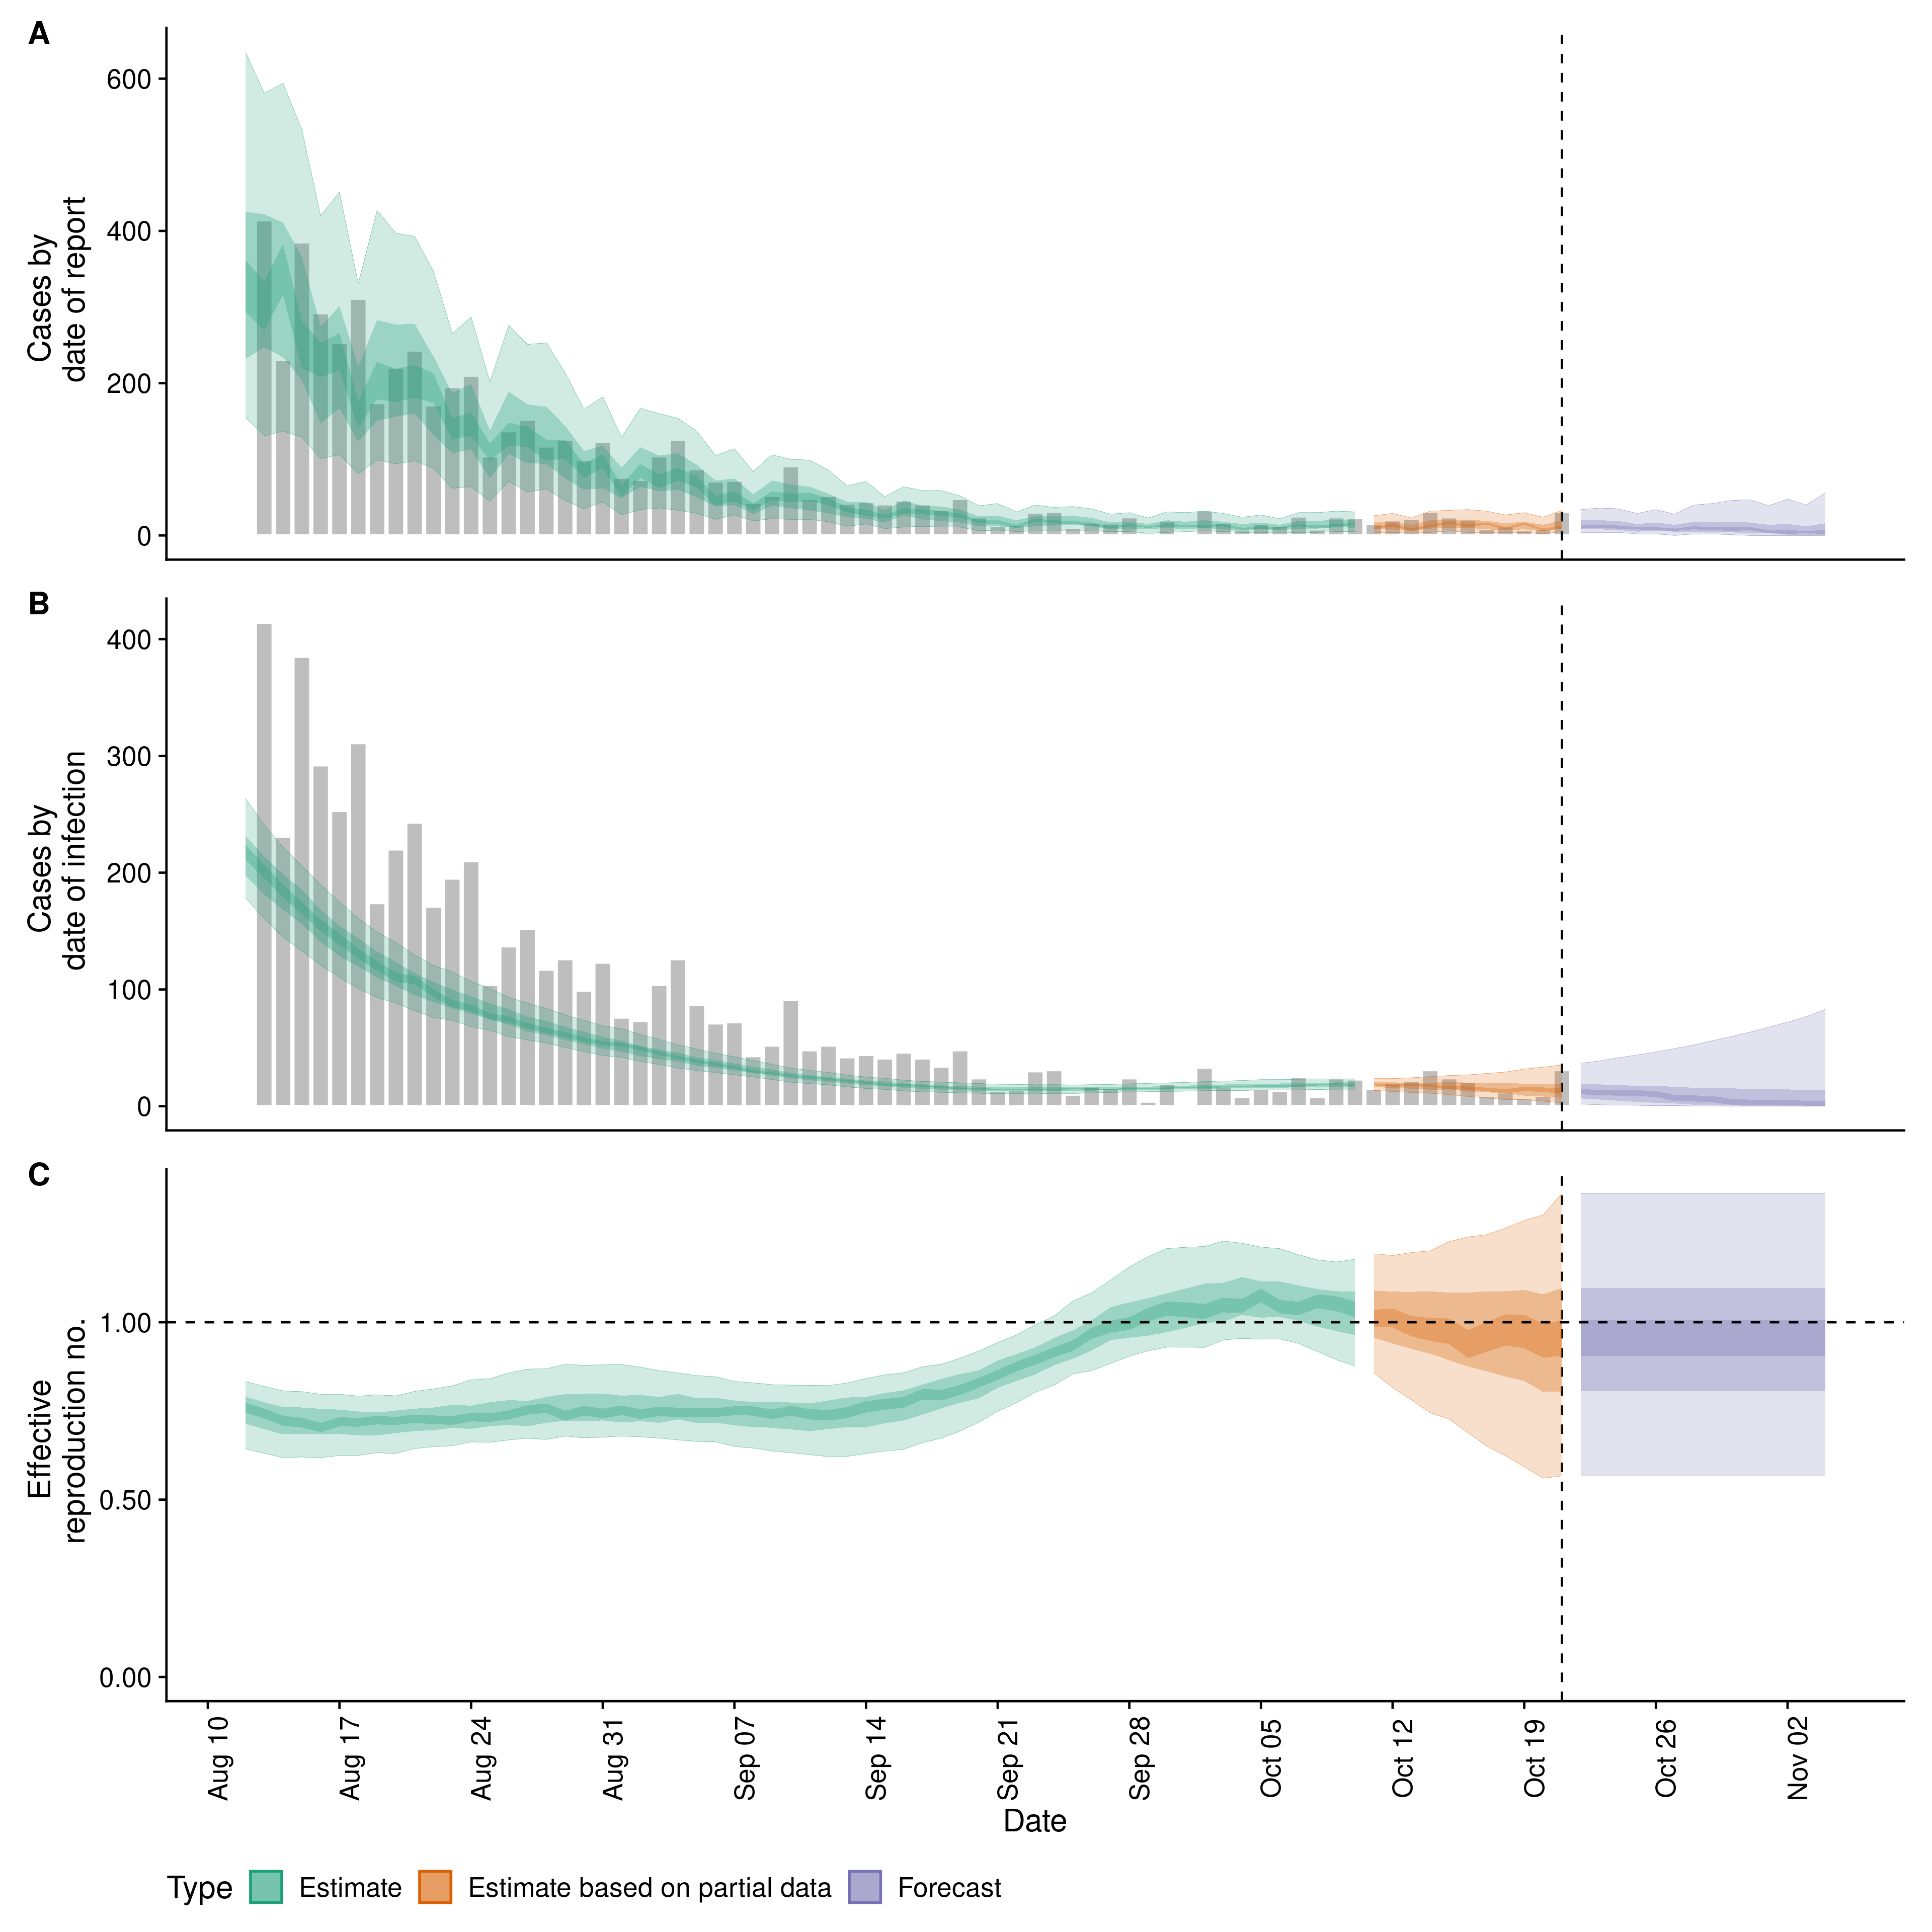 A
Cases by
date of report
600
400
200
0
B
Cases by
date of infection
400
300
200
100
0
C
Effective
reproduction no.
1.00
0.50
0.00
Aug 10
Aug 17
Aug 24
Aug 31
Sep 07
Sep 14
Sep 21
Sep 28
Oct 05
Oct 12
Oct 19
Oct 26
Nov 02
Date
Type Estimate Estimate based on partial data Forecast